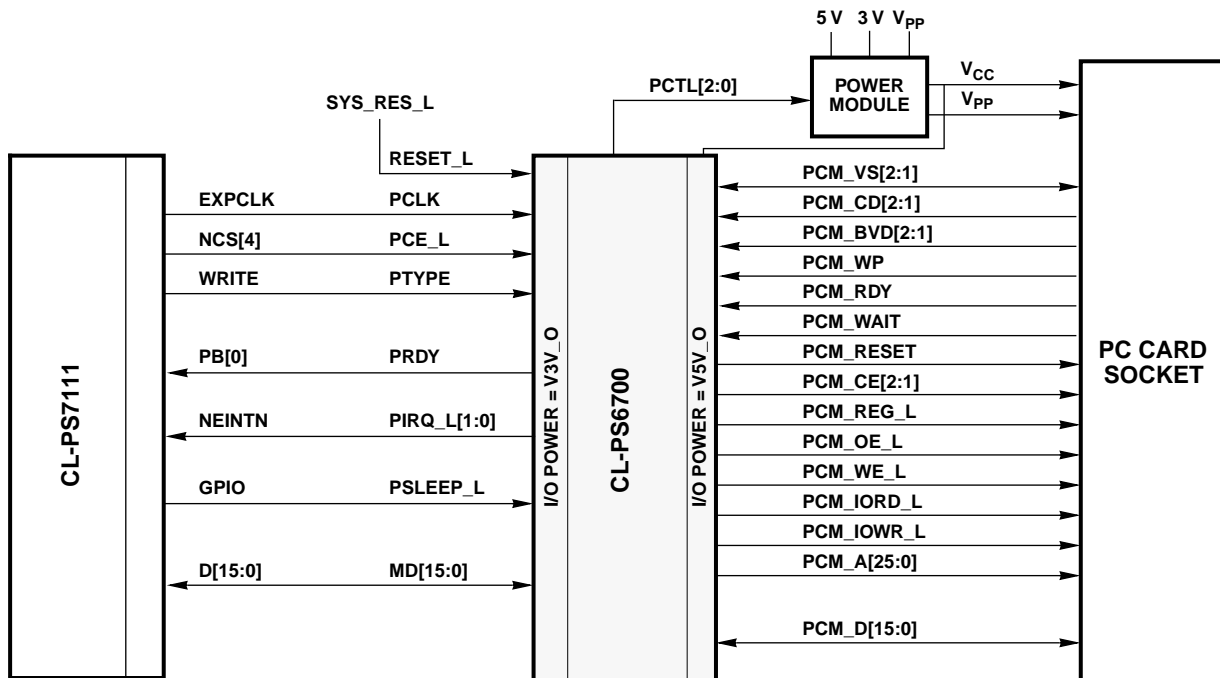 5 V 3 V VPP
PCTL[2:0]
POWER
MODULE
VCC
VPP
SYS_RES_L
RESET_L
EXPCLK PCLK
NCS[4] PCE_L
WRITE PTYPE
PB[0] PRDY
NEINTN PIRQ_L[1:0]
GPIO PSLEEP_L
D[15:0] MD[15:0]
CL-PS7111
I/O POWER = V3V_O
CL-PS6700
I/O POWER = V5V_O
PCM_VS[2:1]
PCM_CD[2:1]
PCM_BVD[2:1]
PCM_WP
PCM_RDY
PCM_WAIT
PCM_RESET
PCM_CE[2:1]
PCM_REG_L
PCM_OE_L
PCM_WE_L
PCM_IORD_L
PCM_IOWR_L
PCM_A[25:0]
PCM_D[15:0]
PC CARD
SOCKET